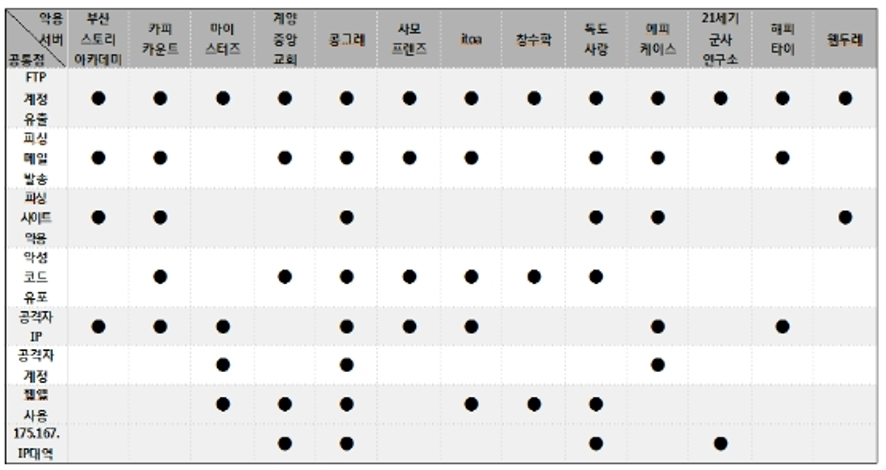 악용
서버
공통점
부산
스토리
아카데미
카피
카운트
마이
스터즈
계양
중앙
교회
콩그레
사모
프렌즈
itoa
창수학
독도
사랑
에피
케이스
21세기
군사
연구소
해피
타이
웬두레
FTP
계정
유출
피싱
메일
발송
피싱
사이트
악용
악성
코드
유포
공격자
IP
공격자
계정
웹쉘
사용
175.167.
IP대역